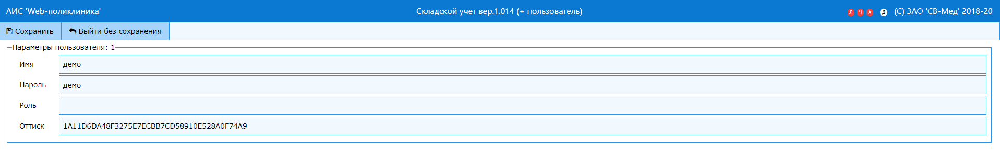 АИС 'Web-поликлиника' Складской учет вер.1.014 (+ пользователь) Л Ч А Д (С) ЗАО 'СВ-Мед' 2018-20
Сохранить Выйти без сохранения
Параметры пользователя: 1
Имя демо
Пароль демо
Роль
Оттиск 1A11D6DA48F3275E7ECBB7CD58910E528A0F74A9